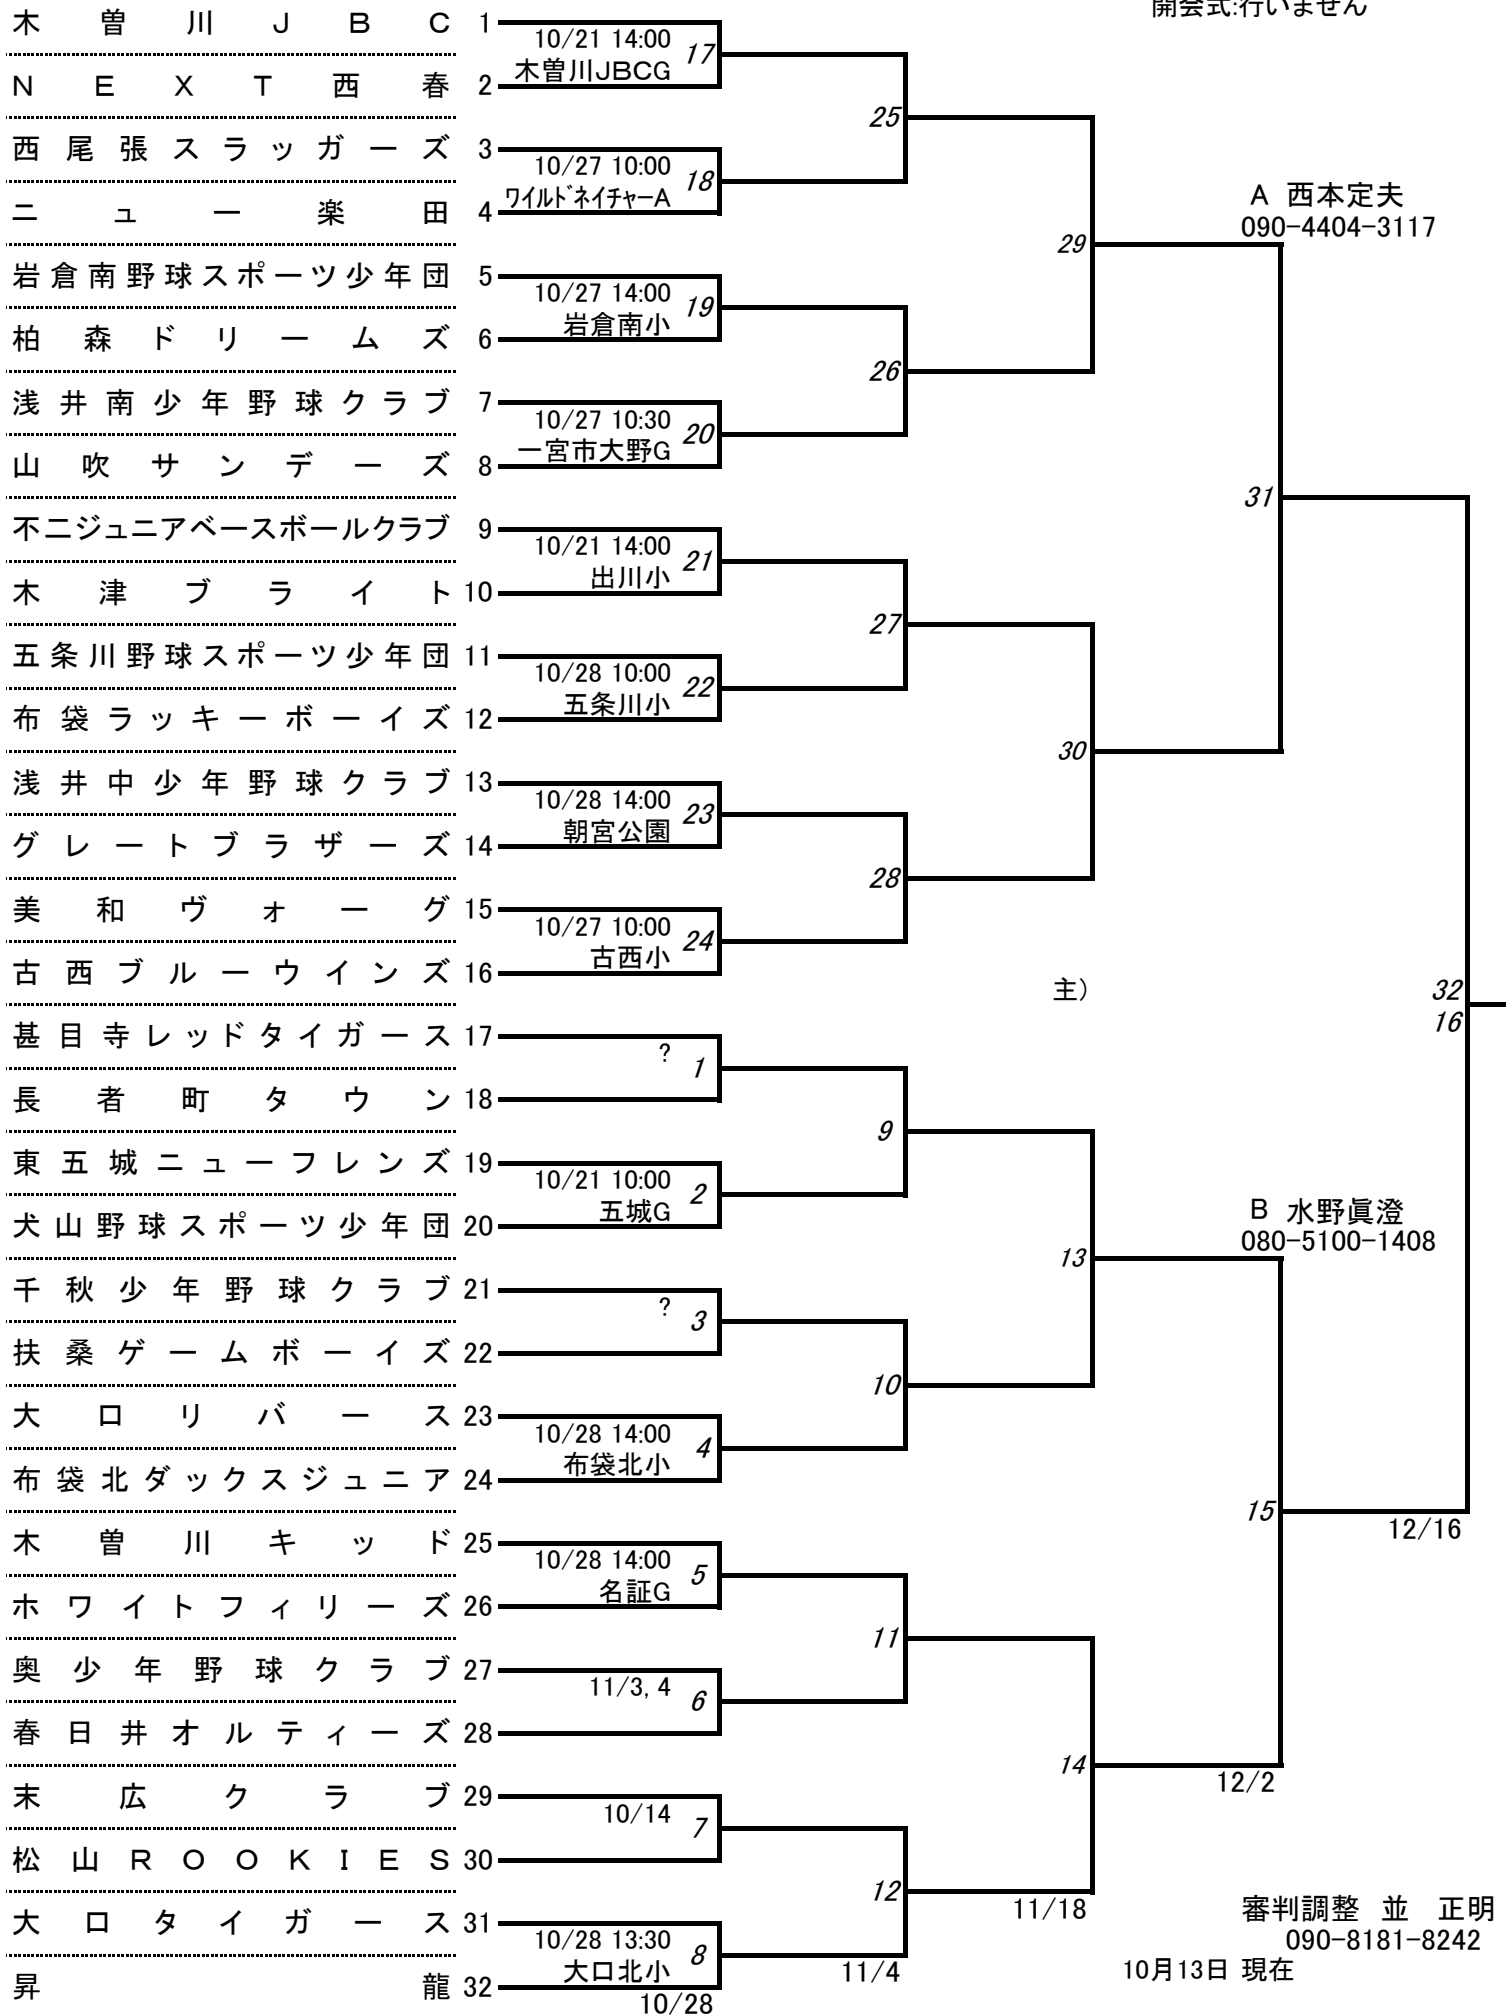 開会式:行いません
木曽川JBC 1
10/21 14:00 17
木曽川JBCG
NEXT西春 2
25
西尾張スラッガーズ 3
10/27 10:00 18
ワイルドネイチャーA
ニュー楽田 4
A 西本定夫
090-4404-3117
29
岩倉南野球スポーツ少年団 5
10/27 14:00 19
岩倉南小
柏森ドリームズ 6
26
浅井南少年野球クラブ 7
10/27 10:30 20
一宮市大野G
山吹サンデーズ 8
31
不二ジュニアベースボールクラブ 9
10/21 14:00 21
出川小
木津ブライト 10
27
五条川野球スポーツ少年団 11
10/28 10:00 22
五条川小
布袋ラッキーボーイズ 12
30
浅井中少年野球クラブ 13
10/28 14:00 23
朝宮公園
グレートブラザーズ 14
28
美和ヴォーグ 15
10/27 10:00 24
古西小
古西ブルーウインズ 16
主）
32
16
甚目寺レッドタイガース 17
? 1
長者町タウン 18
9
東五城ニューフレンズ 19
10/21 10:00 2
五城G
犬山野球スポーツ少年団 20
B 水野眞澄
080-5100-1408
13
千秋少年野球クラブ 21
? 3
扶桑ゲームボーイズ 22
10
大口リバース 23
10/28 14:00 4
布袋北小
布袋北ダックスジュニア 24
15
12/16
木曽川キッド 25
10/28 14:00 5
名証G
ホワイトフィリーズ 26
11
奥少年野球クラブ 27
11/3, 4 6
春日井オルティーズ 28
14
12/2
末広クラブ 29
10/14 7
松山ROOKIES 30
12
11/18
大口タイガース 31
10/28 13:30 8
大口北小
昇龍 32
10/28
11/4
審判調整 並 正明
090-8181-8242
10月13日 現在